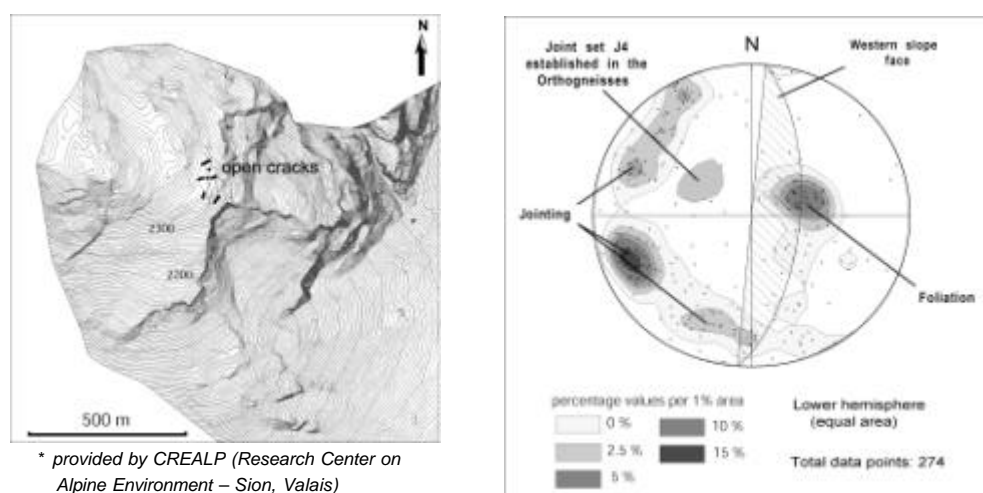 N
open cracks
2300
2200
500 m
* provided by CREALP (Research Center on
Alpine Environment – Sion, Valais)
Joint set J4
established in the
Orthogneisses
N
Western slope
face
Jointing
Foliation
percentage values per 1% area
0 %
2.5 %
5 %
10 %
15 %
Lower hemisphere
(equal area)
Total data points: 274